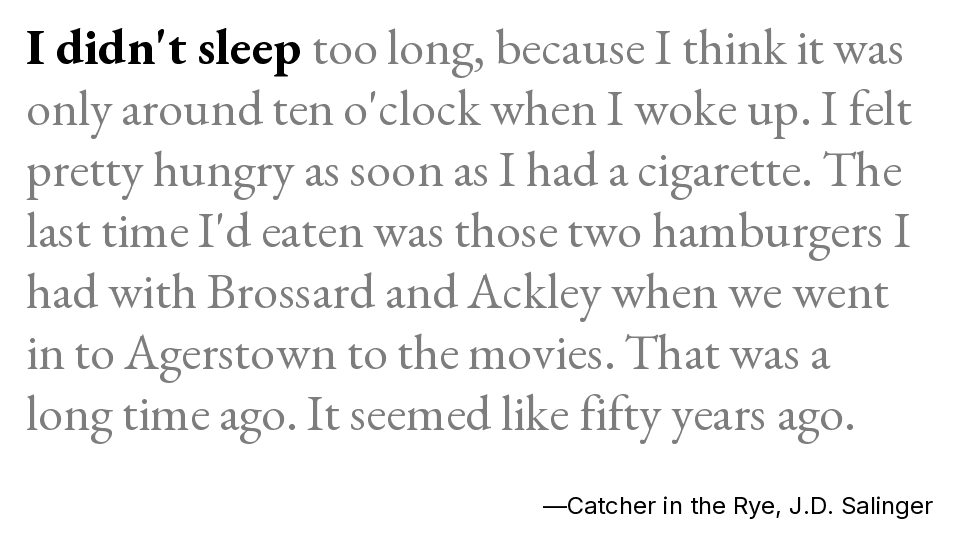 I didn't sleep too long, because I think it was
only around ten o'clock when I woke up. I felt
pretty hungry as soon as I had a cigarette. The
last time I'd eaten was those two hamburgers I
had with Brossard and Ackley when we went
in to Agerstown to the movies. That was a
long time ago. It seemed like fifty years ago.
—Catcher in the Rye, J.D. Salinger